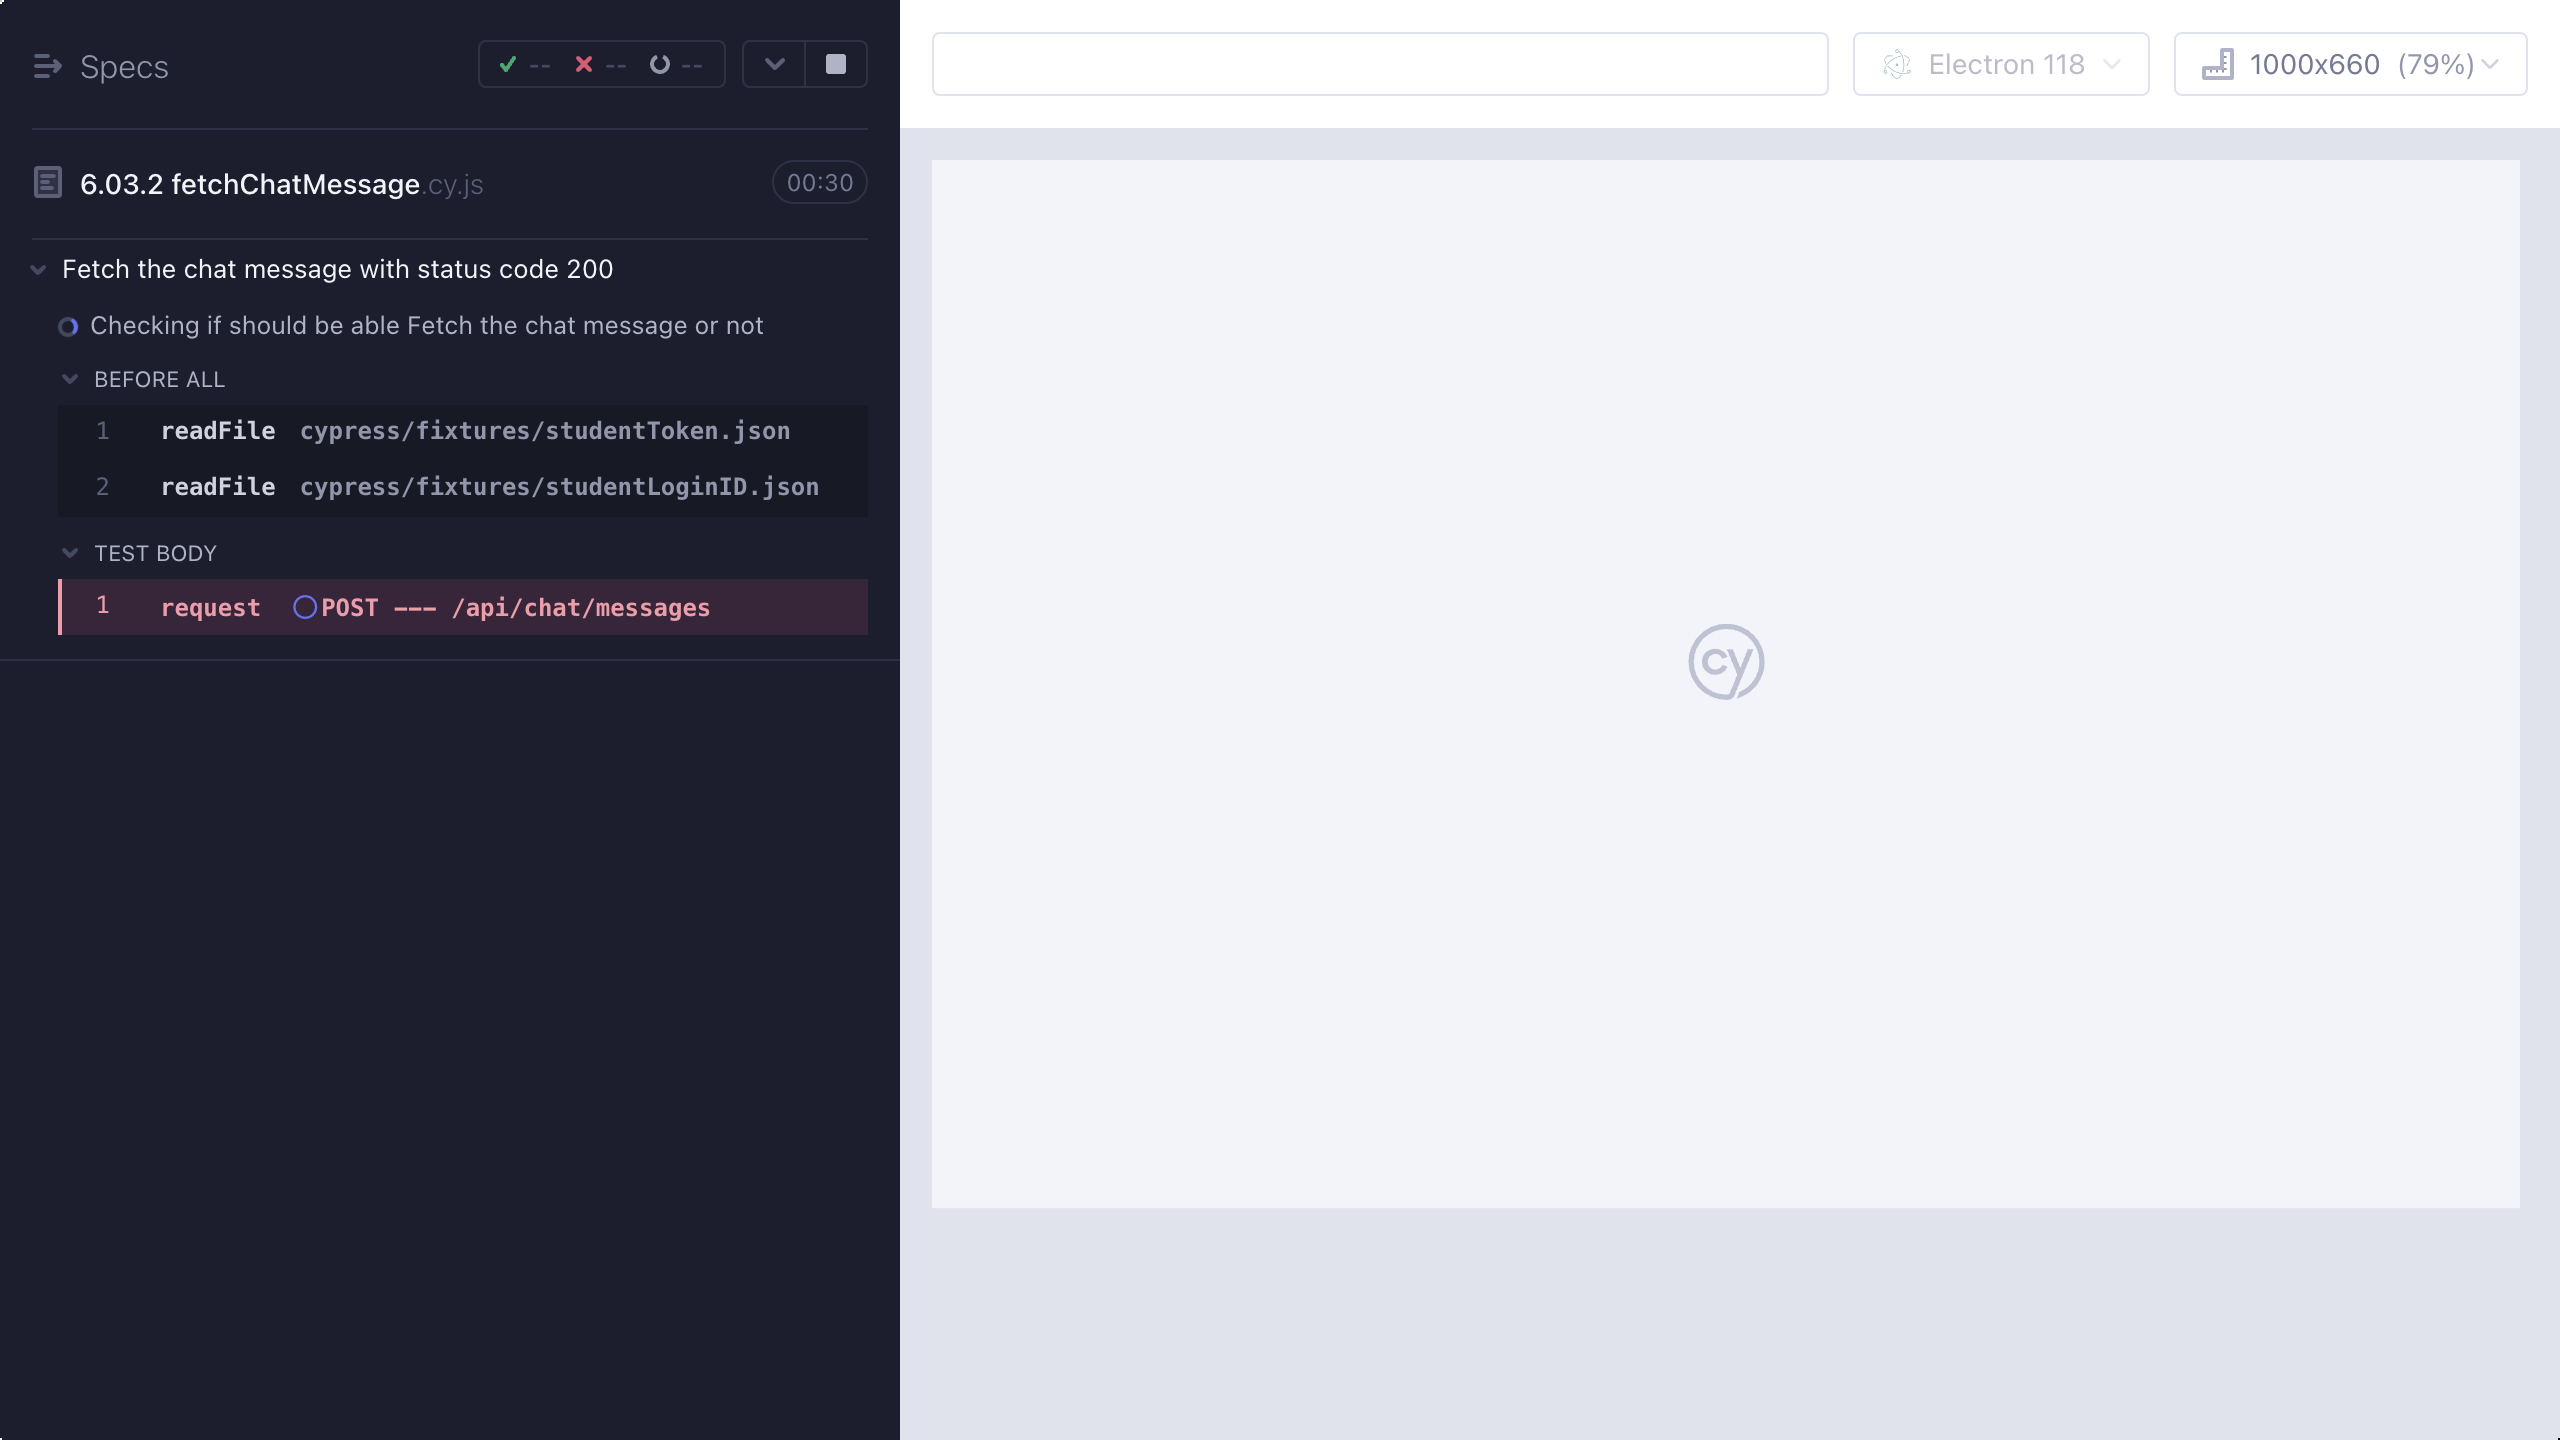 Specs
-- -- --
6.03.2 fetchChatMessage.cy.js 00:30
Fetch the chat message with status code 200
Checking if should be able Fetch the chat message or not
BEFORE ALL
1 readFile cypress/fixtures/studentToken.json
2 readFile cypress/fixtures/studentLoginID.json
TEST BODY
1 request POST --- /api/chat/messages
Electron 118
1000x660 (79%)
cy